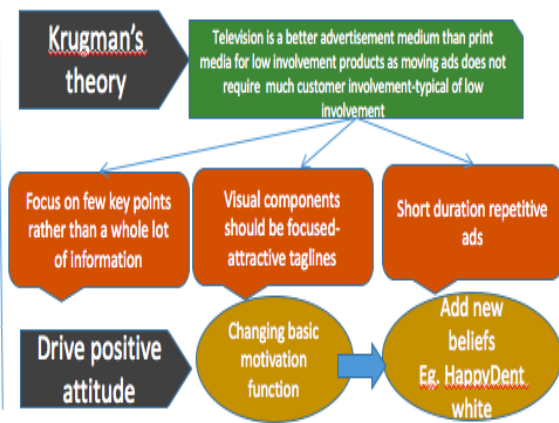 Krugman's
theory
Television is a better advertisement medium than print
media for low involvement products as moving ads does not
require much customer involvement-typical of low
involvement
Focus on few key points
rather than a whole lot
of information
Visual components
should be focused-
attractive taglines
Short duration repetitive
ads
Drive positive
attitude
Changing basic
motivation
function
Add new
beliefs
Eg. HappyDent
white